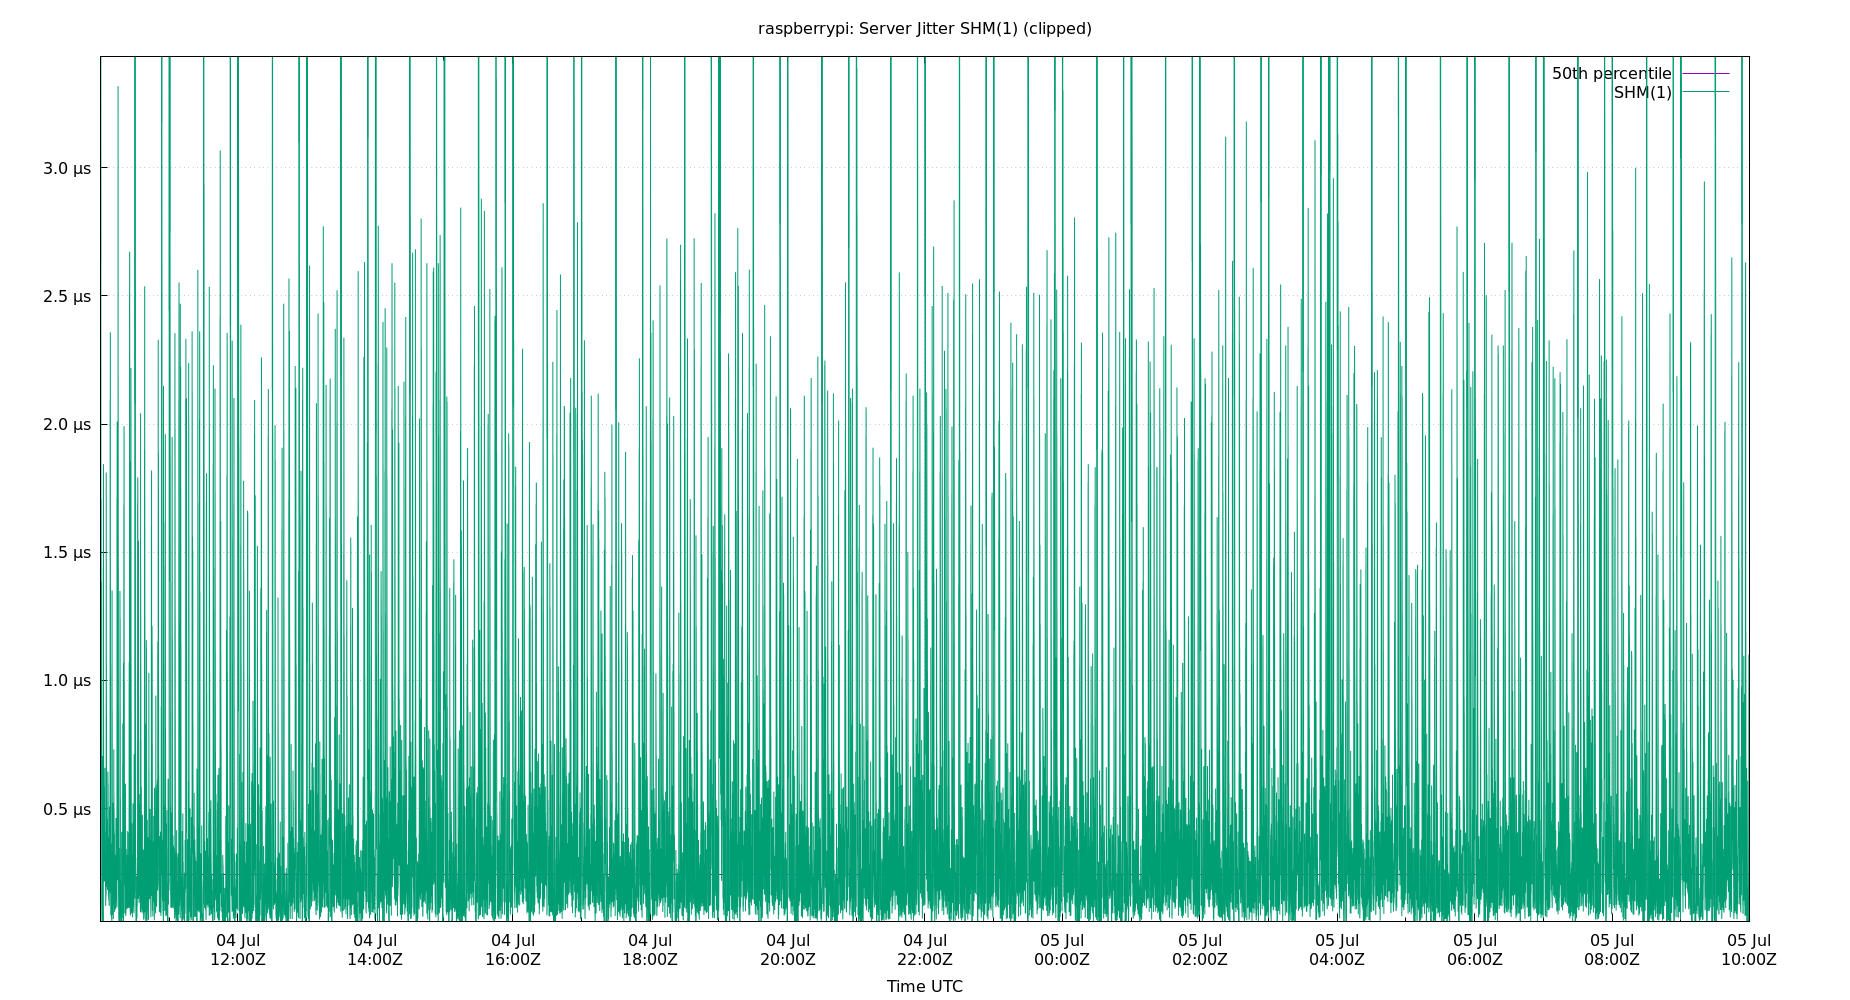 raspberrypi: Server Jitter SHM(1) (clipped)
50th percentile
SHM(1)
3.0 µs
2.5 µs
2.0 µs
1.5 µs
1.0 µs
0.5 µs
04 Jul 04 Jul 04 Jul 04 Jul 04 Jul 04 Jul 05 Jul 05 Jul 05 Jul 05 Jul 05 Jul 05 Jul
12:00Z 14:00Z 16:00Z 18:00Z 20:00Z 22:00Z 00:00Z 02:00Z 04:00Z 06:00Z 08:00Z 10:00Z
Time UTC